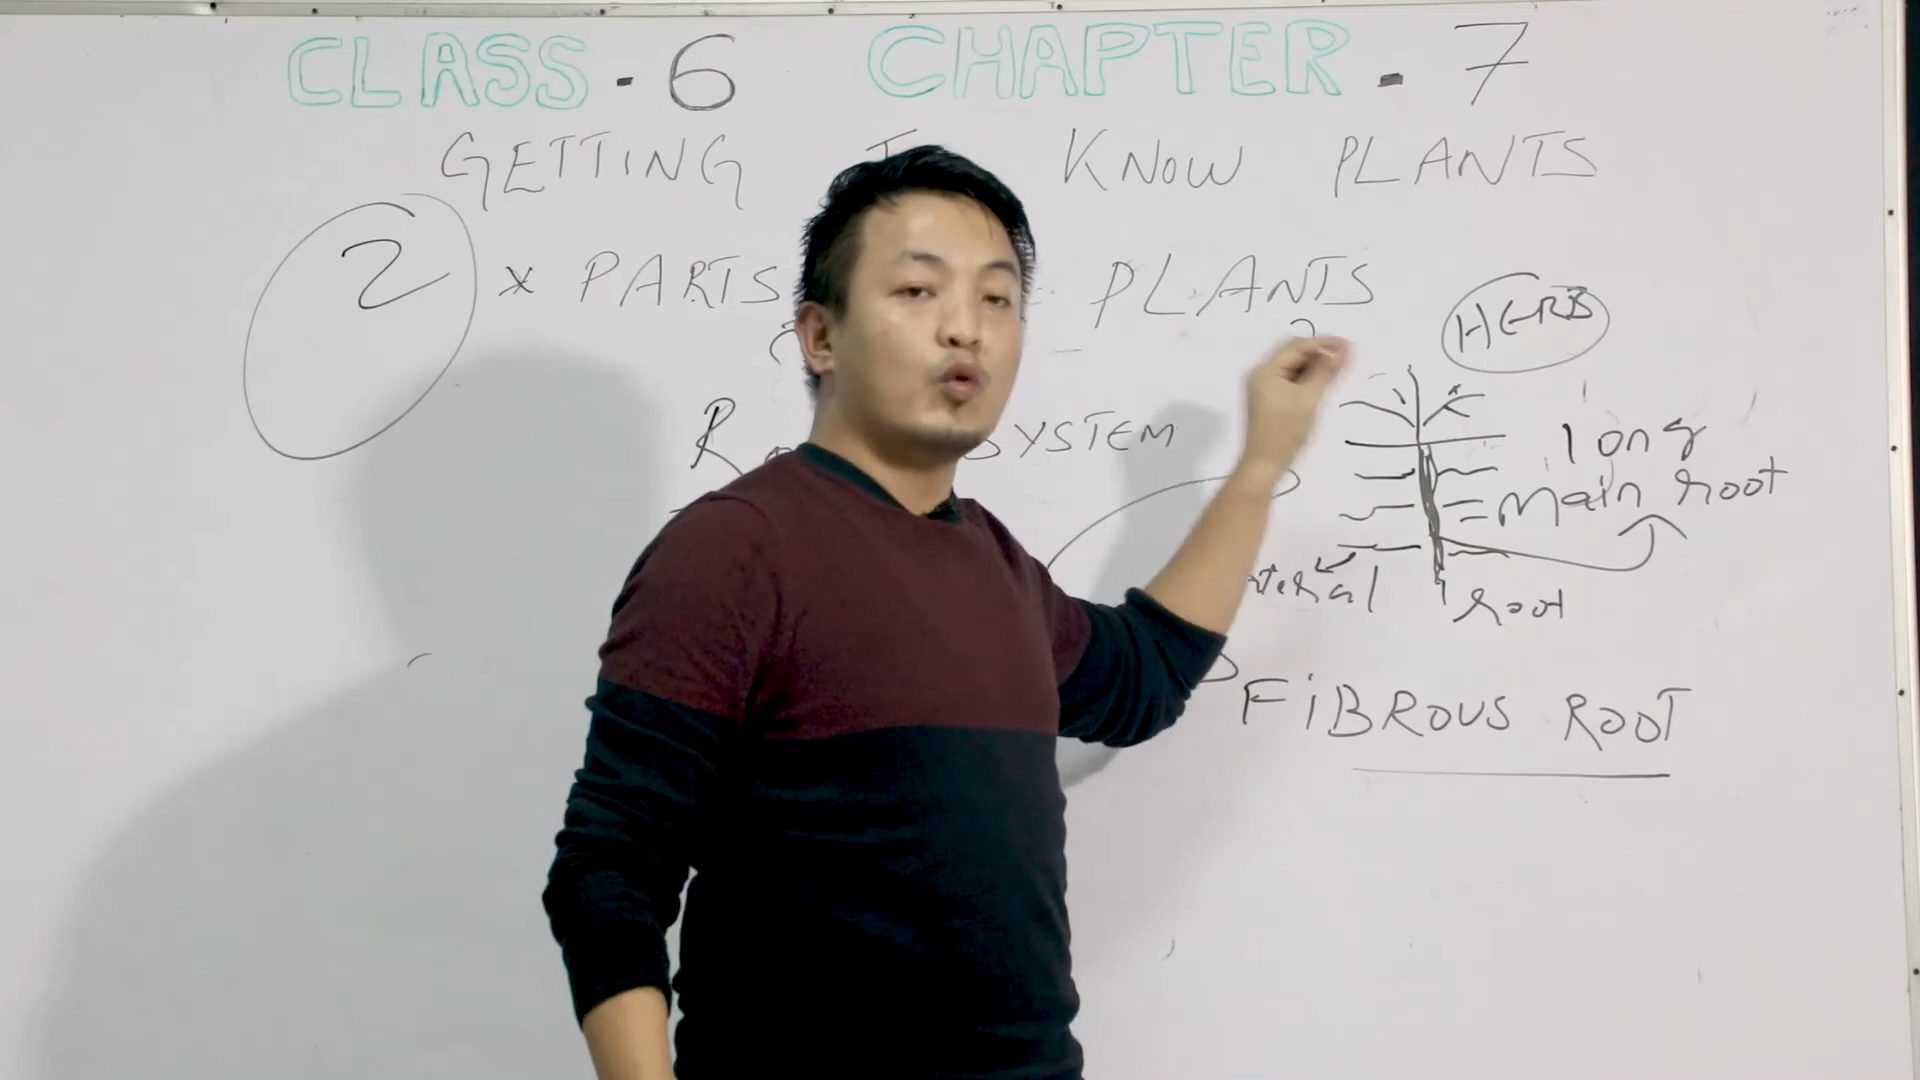 CLASS - 6 CHAPTER - 7
GETTING KNOW PLANTS
2 * PARTS PLANTS
HERB
SYSTEM
long
main root
root
FIBROUS ROOT